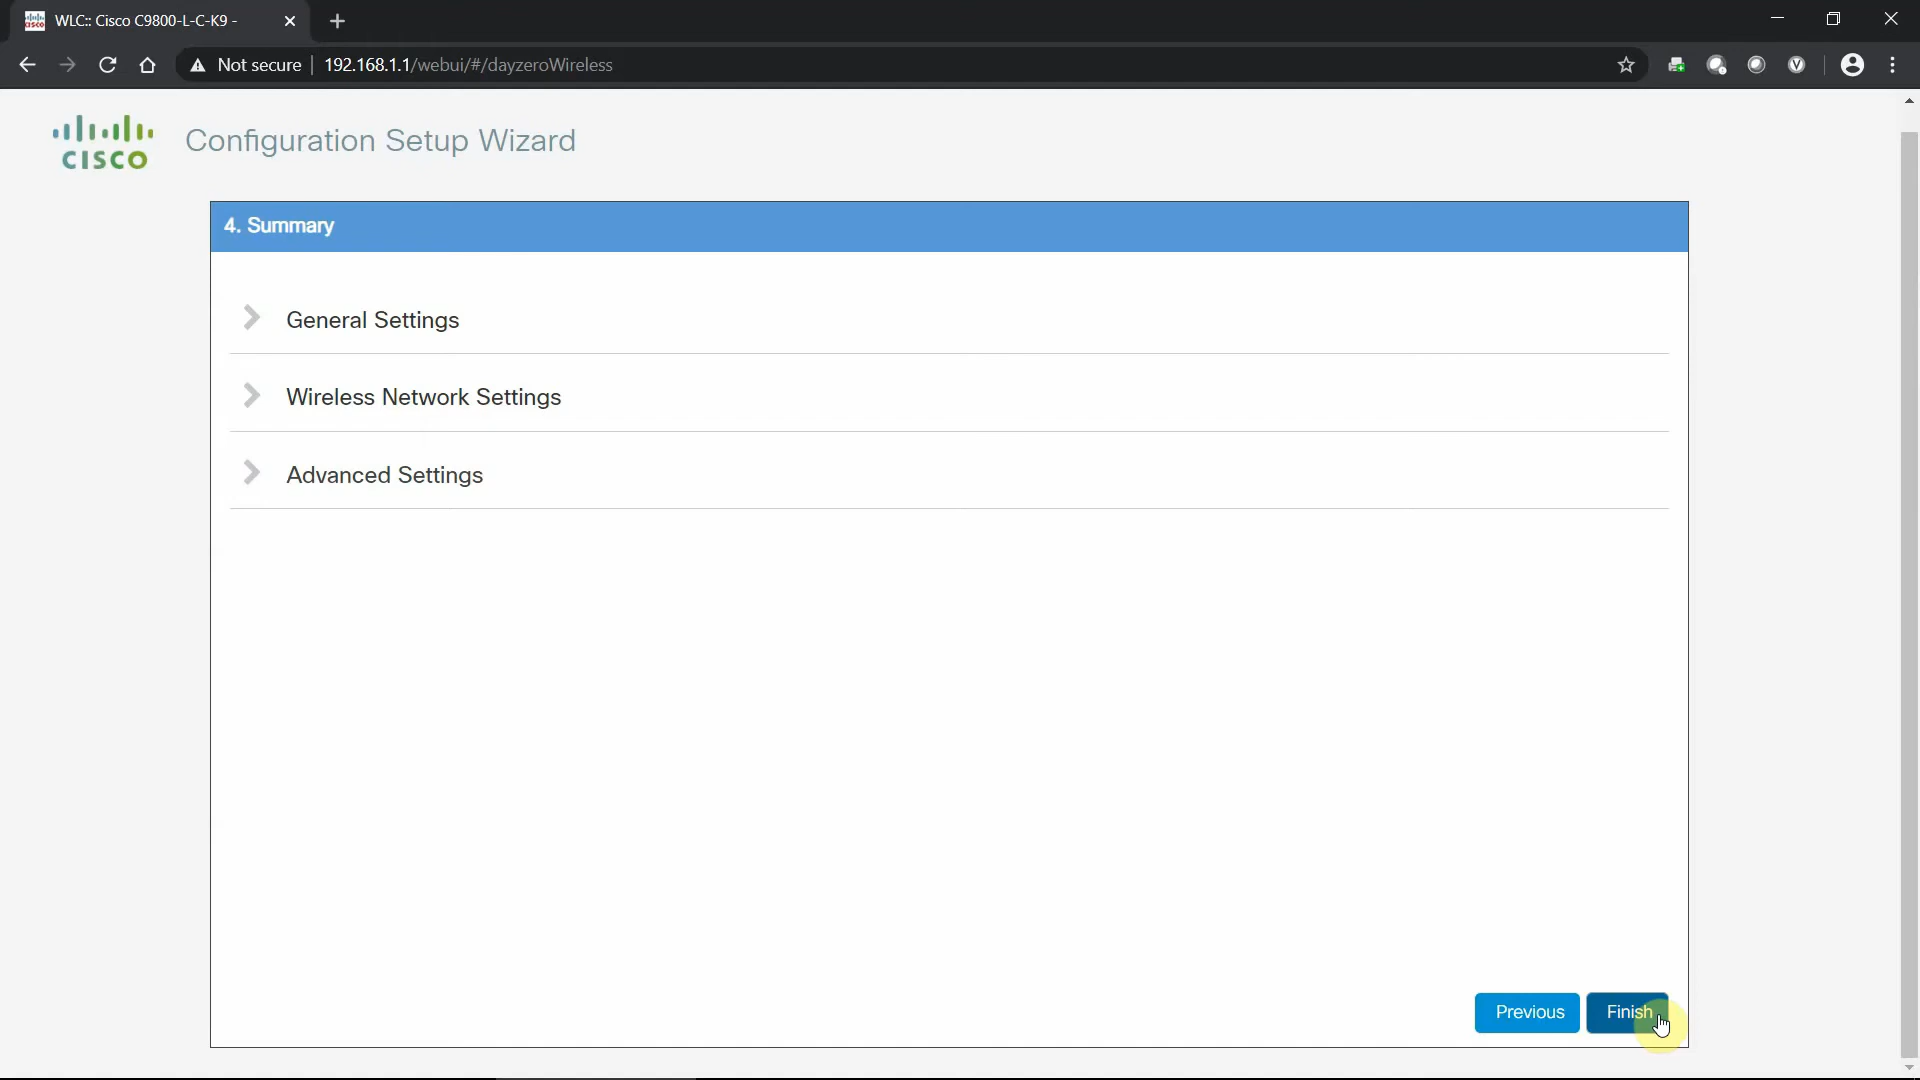 WLC:: Cisco C9800-L-C-K9 -
Not secure | 192.168.1.1/webui/#/dayzeroWireless
CISCO
Configuration Setup Wizard
4. Summary
General Settings
Wireless Network Settings
Advanced Settings
Previous
Finish